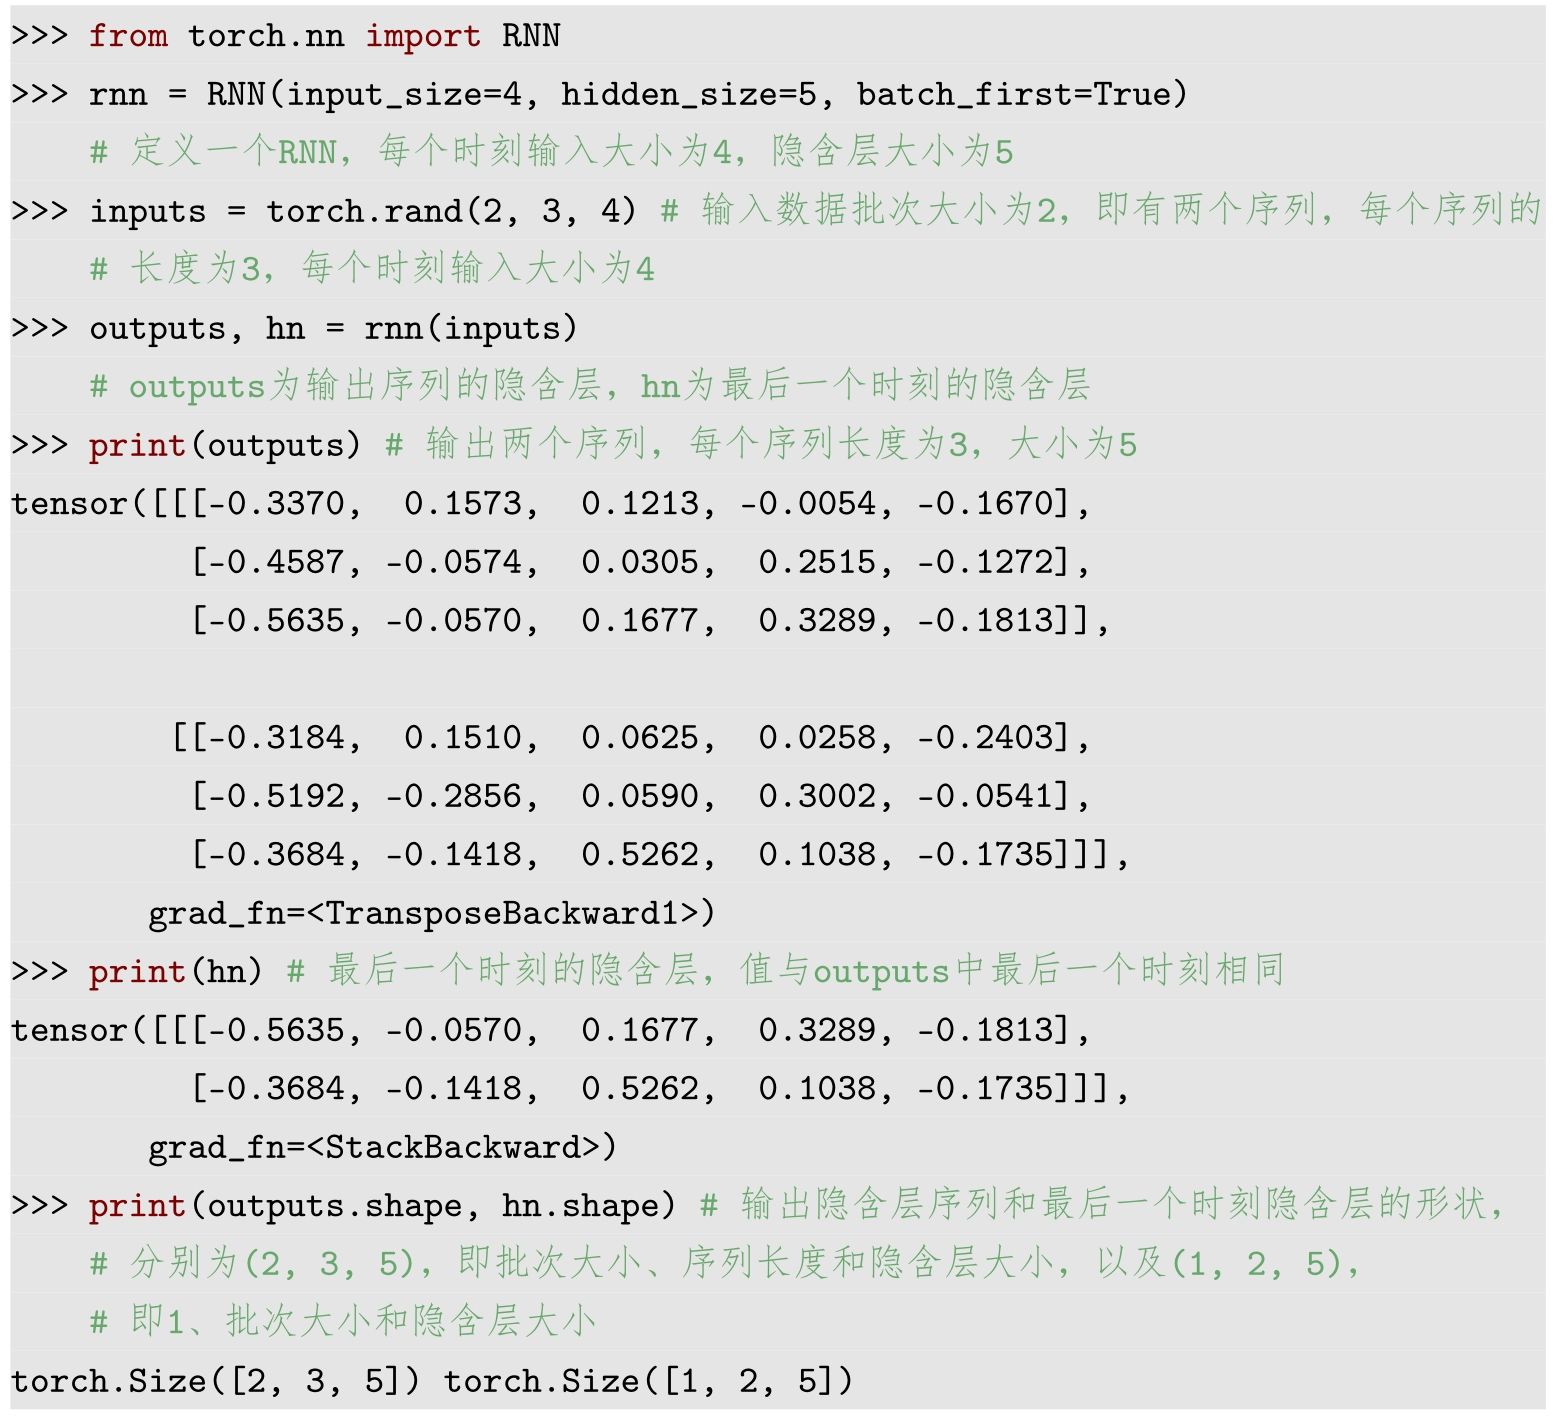 >>> from torch.nn import RNN
>>> rnn = RNN(input_size=4, hidden_size=5, batch_first=True)
    # 定义一个RNN，每个时刻输入大小为4，隐含层大小为5
>>> inputs = torch.rand(2, 3, 4) # 输入数据批次大小为2，即有两个序列，每个序列的
    # 长度为3，每个时刻输入大小为4
>>> outputs, hn = rnn(inputs)
    # outputs为输出序列的隐含层，hn为最后一个时刻的隐含层
>>> print(outputs) # 输出两个序列，每个序列长度为3，大小为5
tensor([[[-0.3370,  0.1573,  0.1213, -0.0054, -0.1670],
         [-0.4587, -0.0574,  0.0305,  0.2515, -0.1272],
         [-0.5635, -0.0570,  0.1677,  0.3289, -0.1813]],
        [[-0.3184,  0.1510,  0.0625,  0.0258, -0.2403],
         [-0.5192, -0.2856,  0.0590,  0.3002, -0.0541],
         [-0.3684, -0.1418,  0.5262,  0.1038, -0.1735]]],
       grad_fn=<TransposeBackward1>)
>>> print(hn) # 最后一个时刻的隐含层，值与outputs中最后一个时刻相同
tensor([[[-0.5635, -0.0570,  0.1677,  0.3289, -0.1813],
         [-0.3684, -0.1418,  0.5262,  0.1038, -0.1735]]],
       grad_fn=<StackBackward>)
>>> print(outputs.shape, hn.shape) # 输出隐含层序列和最后一个时刻隐含层的形状，
    # 分别为(2, 3, 5)，即批次大小、序列长度和隐含层大小，以及(1, 2, 5)，
    # 即1、批次大小和隐含层大小
torch.Size([2, 3, 5]) torch.Size([1, 2, 5])